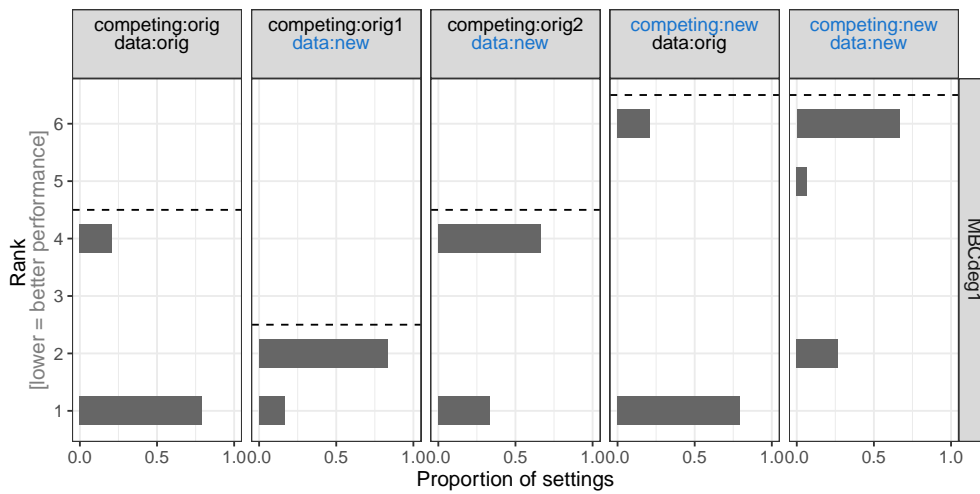 competing:orig
data:orig
competing:orig1
data:new
competing:orig2
data:new
competing:new
data:orig
competing:new
data:new
Rank
[lower = better performance]
6
5
4
3
2
1
MBCdeg1
0.0 0.5 1.0
0.0 0.5 1.0
0.0 0.5 1.0
0.0 0.5 1.0
0.0 0.5 1.0
Proportion of settings